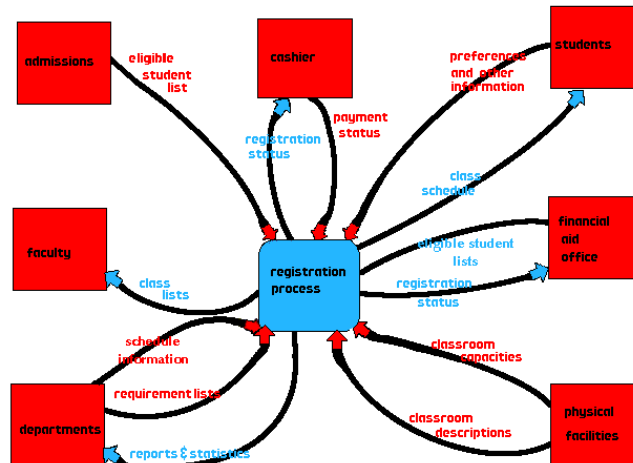 admissions
eligible
student
list
cashier
preferences
and other
information
students
registration
status
payment
status
class
schedule
faculty
class
lists
registration
process
eligible student
lists
registration
status
financial
aid
office
schedule
information
requirement lists
departments
reports & statistics
classroom
capacities
classroom
descriptions
physical
facilities